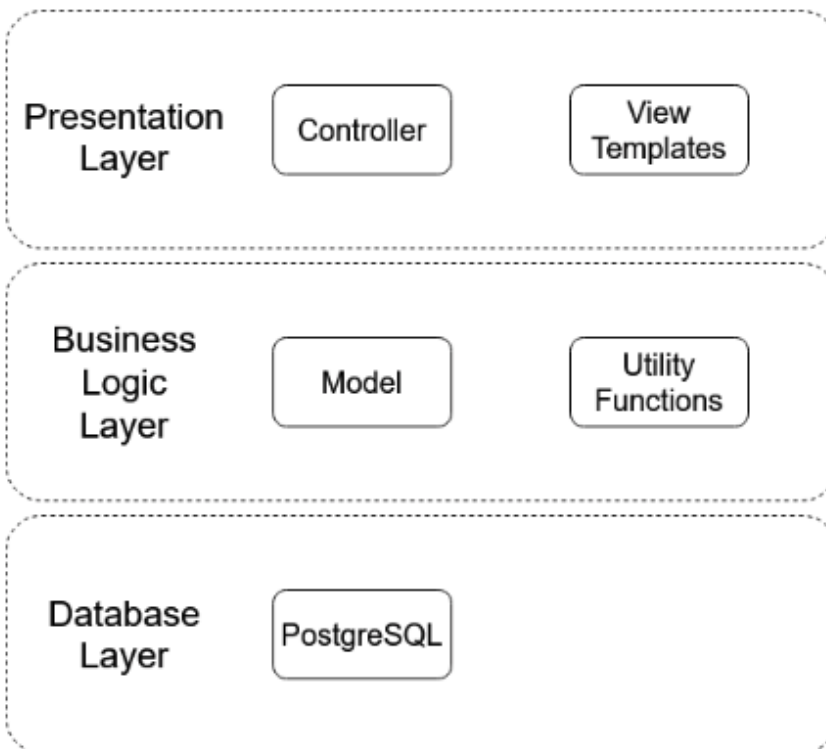 Presentation
Layer
Controller
View
Templates
Business
Logic
Layer
Model
Utility
Functions
Database
Layer
PostgreSQL